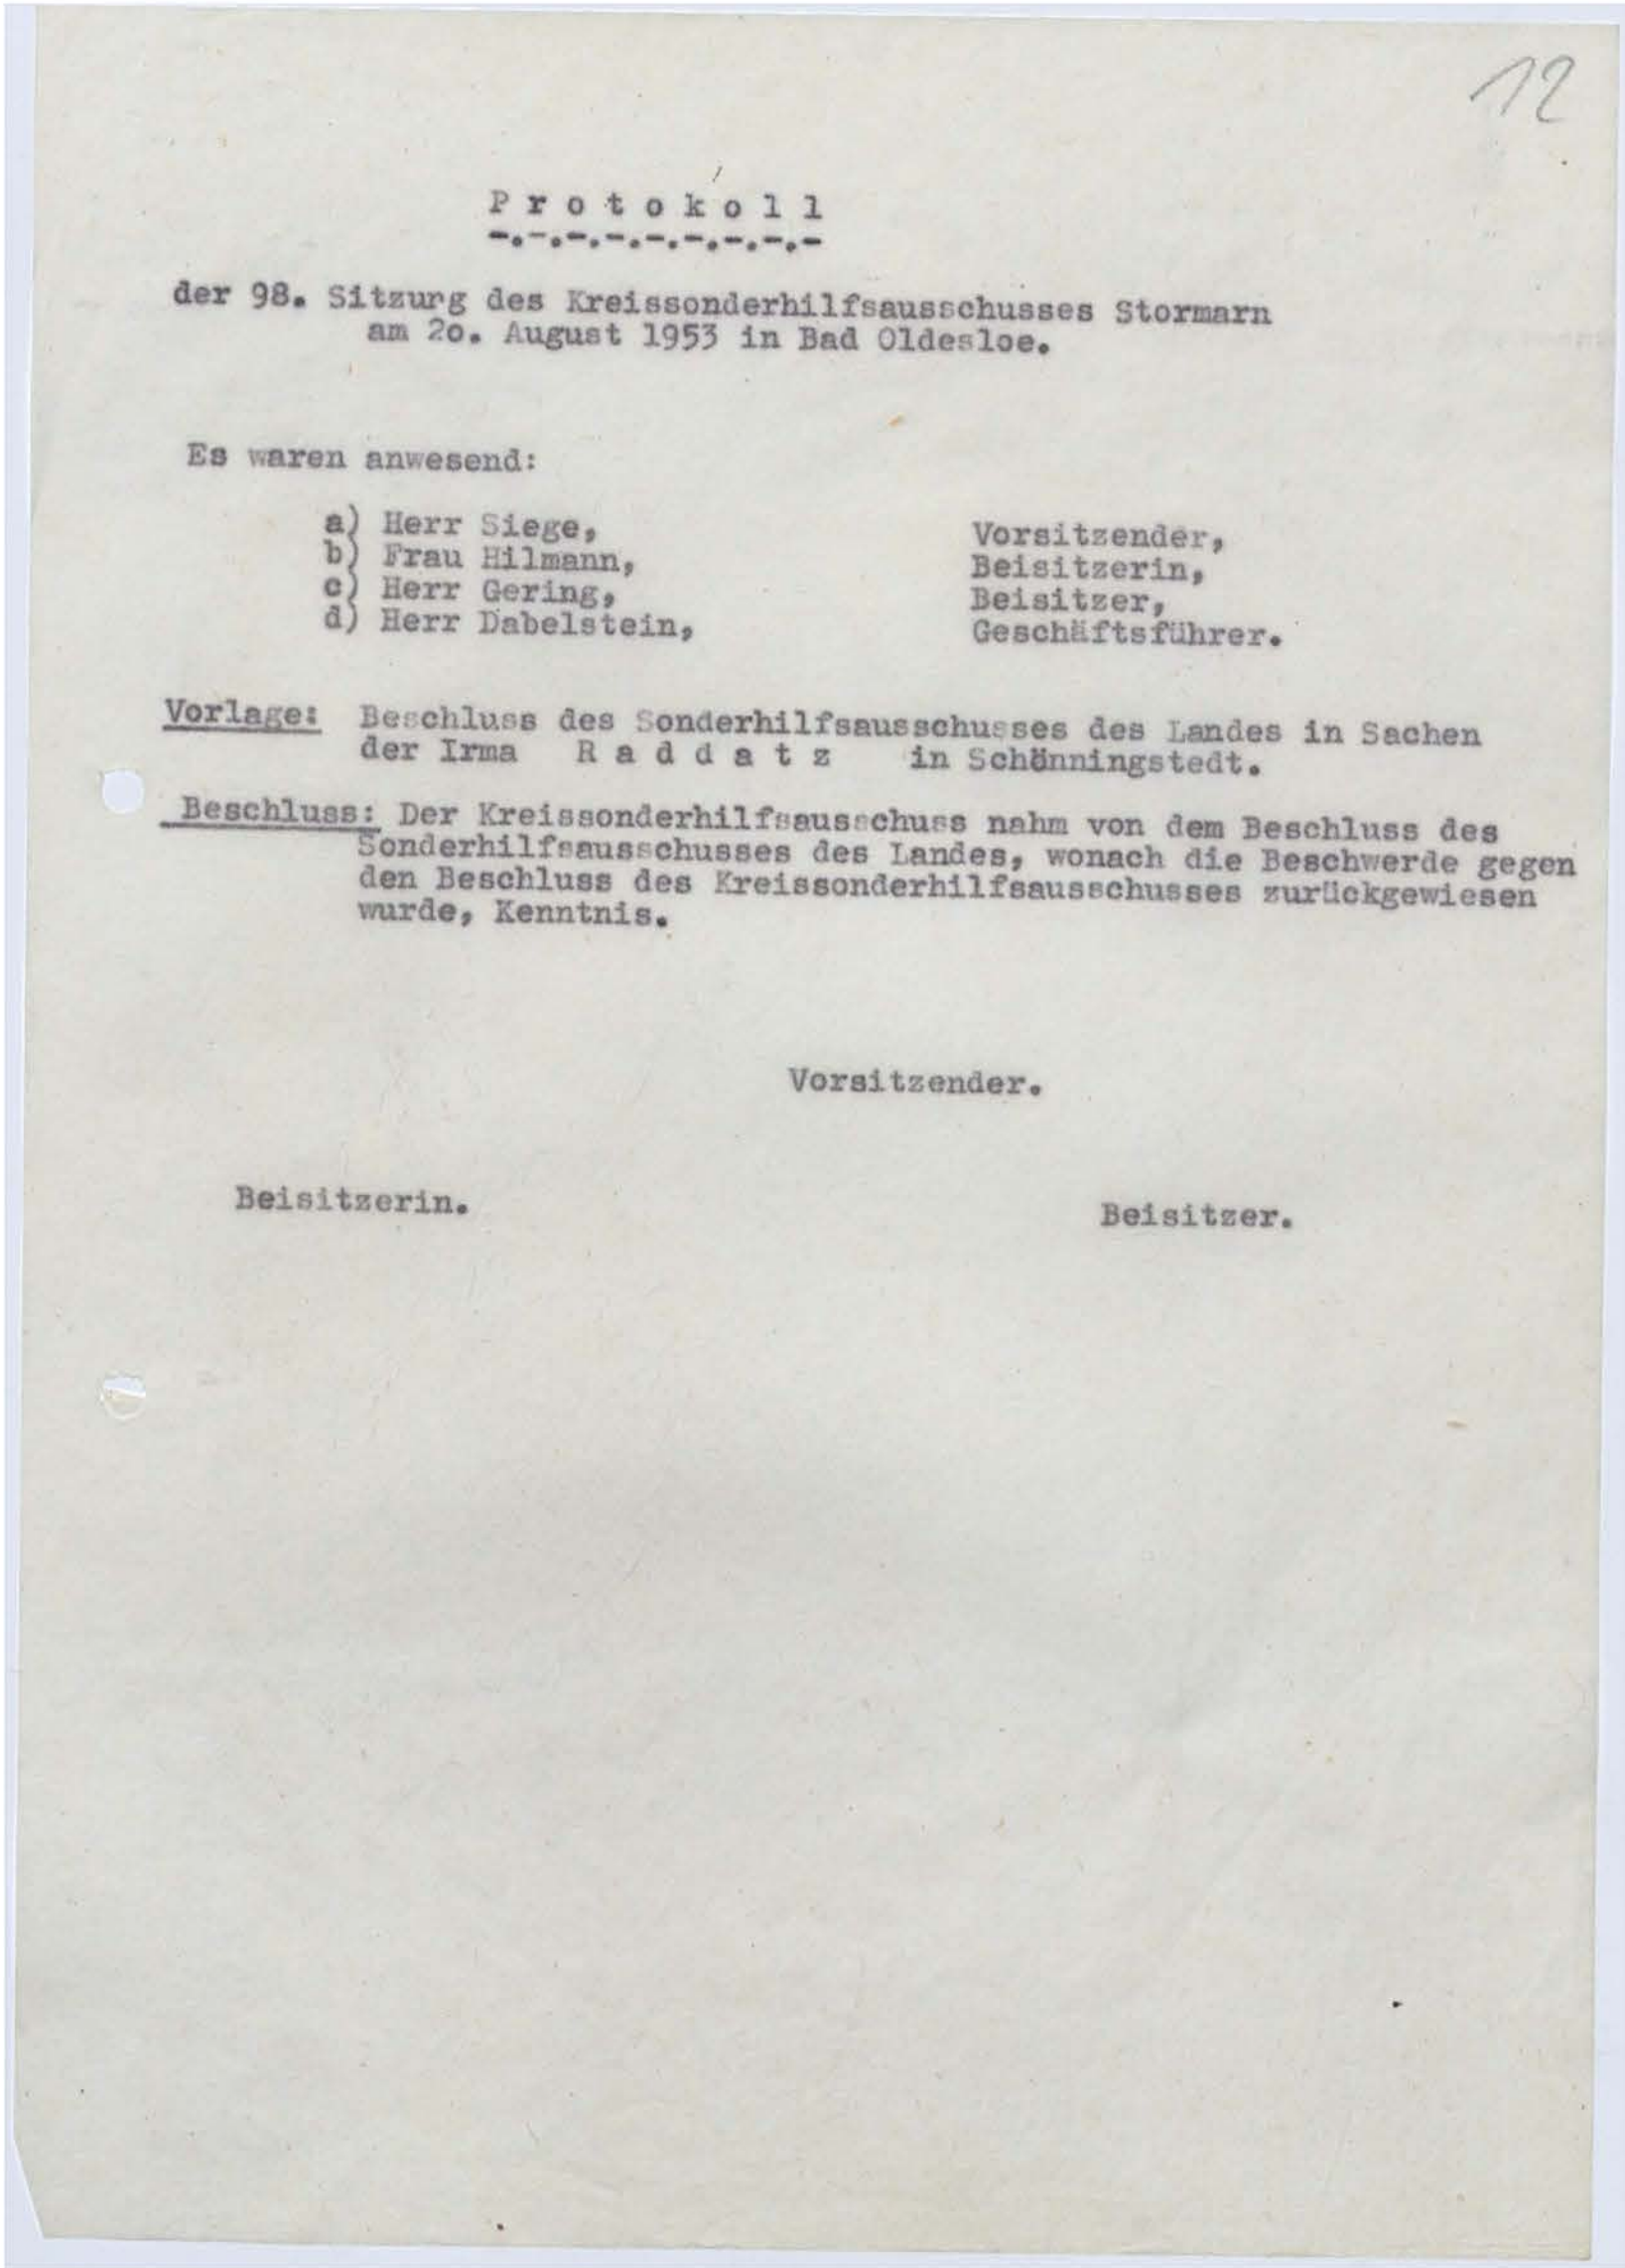 12
P r o t o k o l l
-.-.-.-.-.-.-.-.-
der 98. Sitzung des Kreissonderhilfsausschusses Stormarn
am 2o. August 1953 in Bad Oldesloe.
Es waren anwesend:
a) Herr Siege, Vorsitzender,
b) Frau Hilmann, Beisitzerin,
c) Herr Gering, Beisitzer,
d) Herr Dabelstein, Geschäftsführer.
Vorlage: Beschluss des Sonderhilfsausschusses des Landes in Sachen
der Irma R a d d a t z in Schönningstedt.
Beschluss: Der Kreissonderhilfsausschuss nahm von dem Beschluss des
Sonderhilfsausschusses des Landes, wonach die Beschwerde gegen
den Beschluss des Kreissonderhilfsausschusses zurückgewiesen
wurde, Kenntnis.
Vorsitzender.
Beisitzerin. Beisitzer.